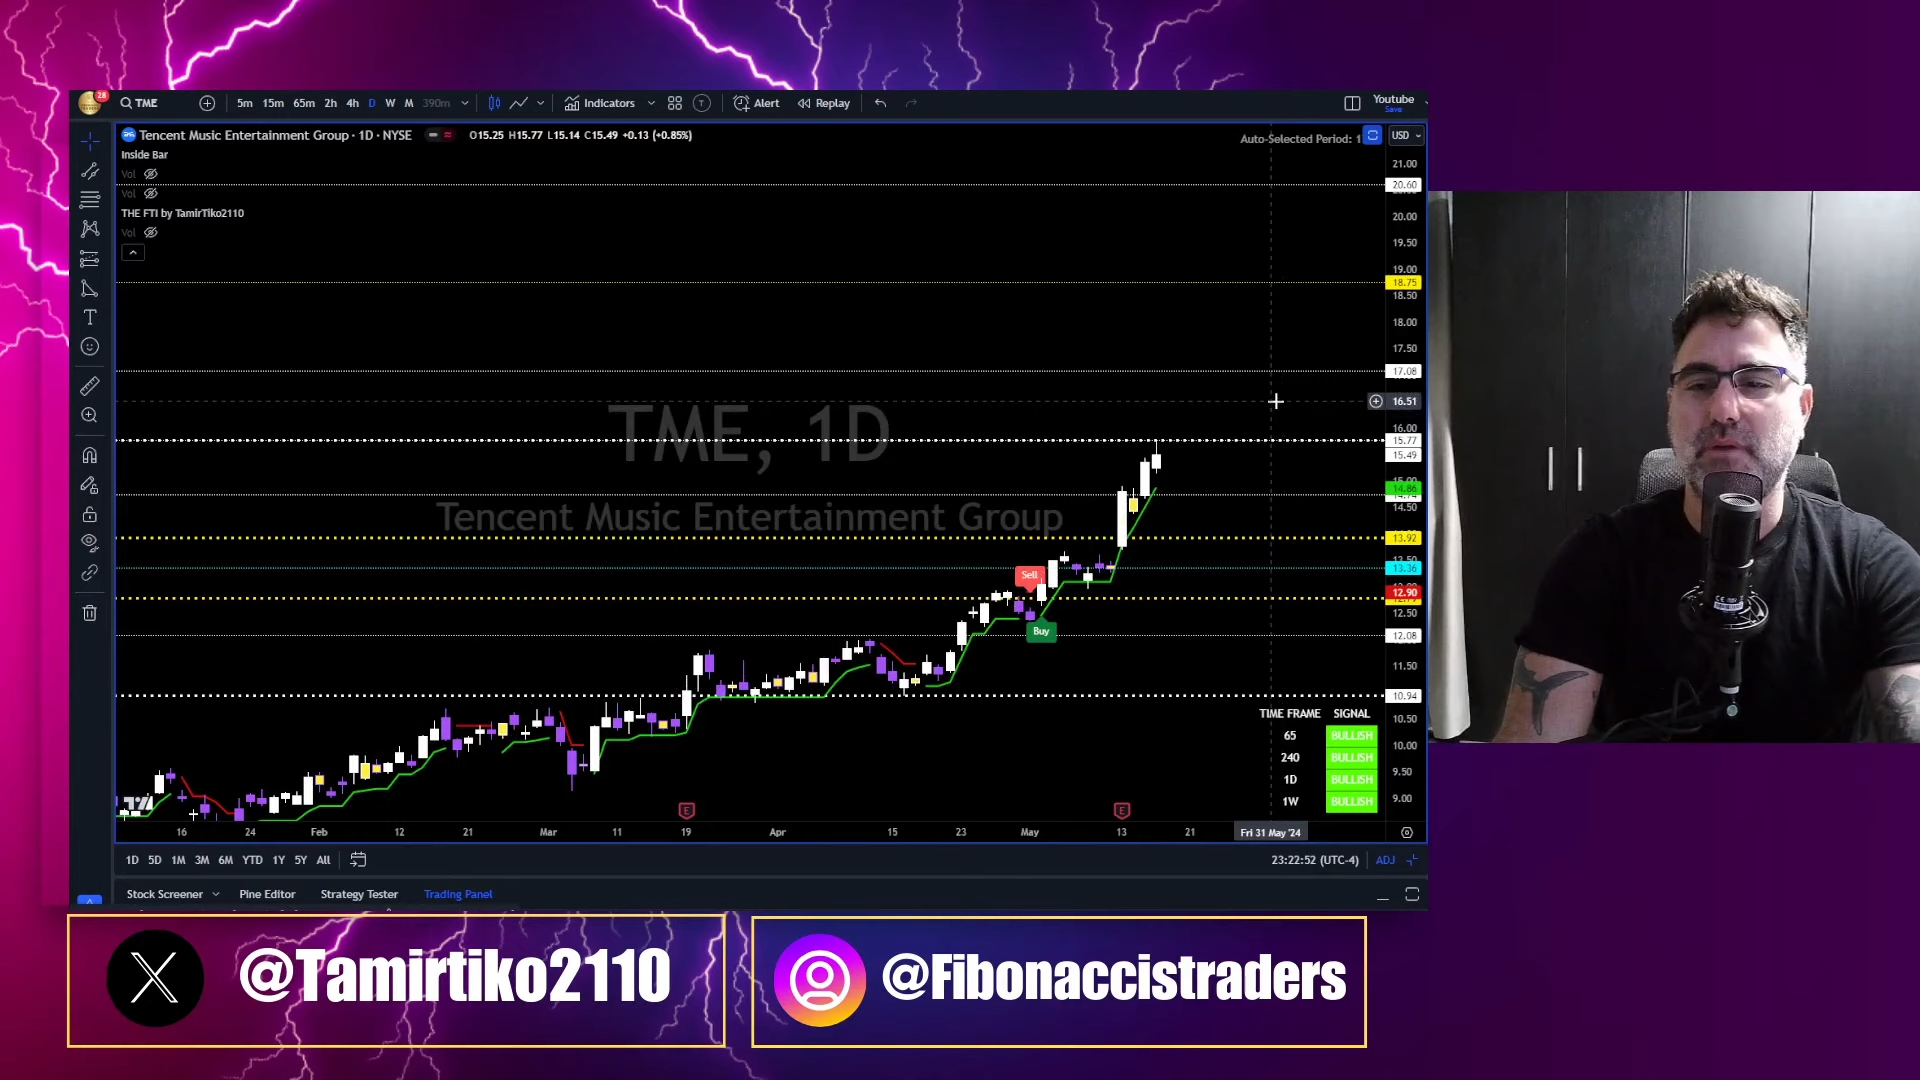 28
TME
5m 15m 65m 2h 4h D W M 390m
Indicators
Alert
Replay
Youtube
Save
Tencent Music Entertainment Group · 1D · NYSE
O15.25 H15.77 L15.14 C15.49 +0.13 (+0.85%)
Auto-Selected Period: 1
USD
Inside Bar
Vol
Vol
THE FTI by TamirTiko2110
Vol
21.00
20.60
20.00
19.50
19.00
18.75
18.50
18.00
17.50
17.08
16.51
16.00
15.77
15.49
14.86
14.50
13.92
13.50
13.36
12.90
12.50
12.08
11.50
10.94
10.50
10.00
9.50
9.00
TME, 1D
Tencent Music Entertainment Group
Sell
Buy
TIME FRAME SIGNAL
65 BULLISH
240 BULLISH
1D BULLISH
1W BULLISH
E
E
16 24 Feb 12 21 Mar 11 19 Apr 15 23 May 13 21 Fri 31 May '24
1D 5D 1M 3M 6M YTD 1Y 5Y All
23:22:52 (UTC-4) ADJ
Stock Screener Pine Editor Strategy Tester Trading Panel
@Tamirtiko2110
@Fibonaccistraders